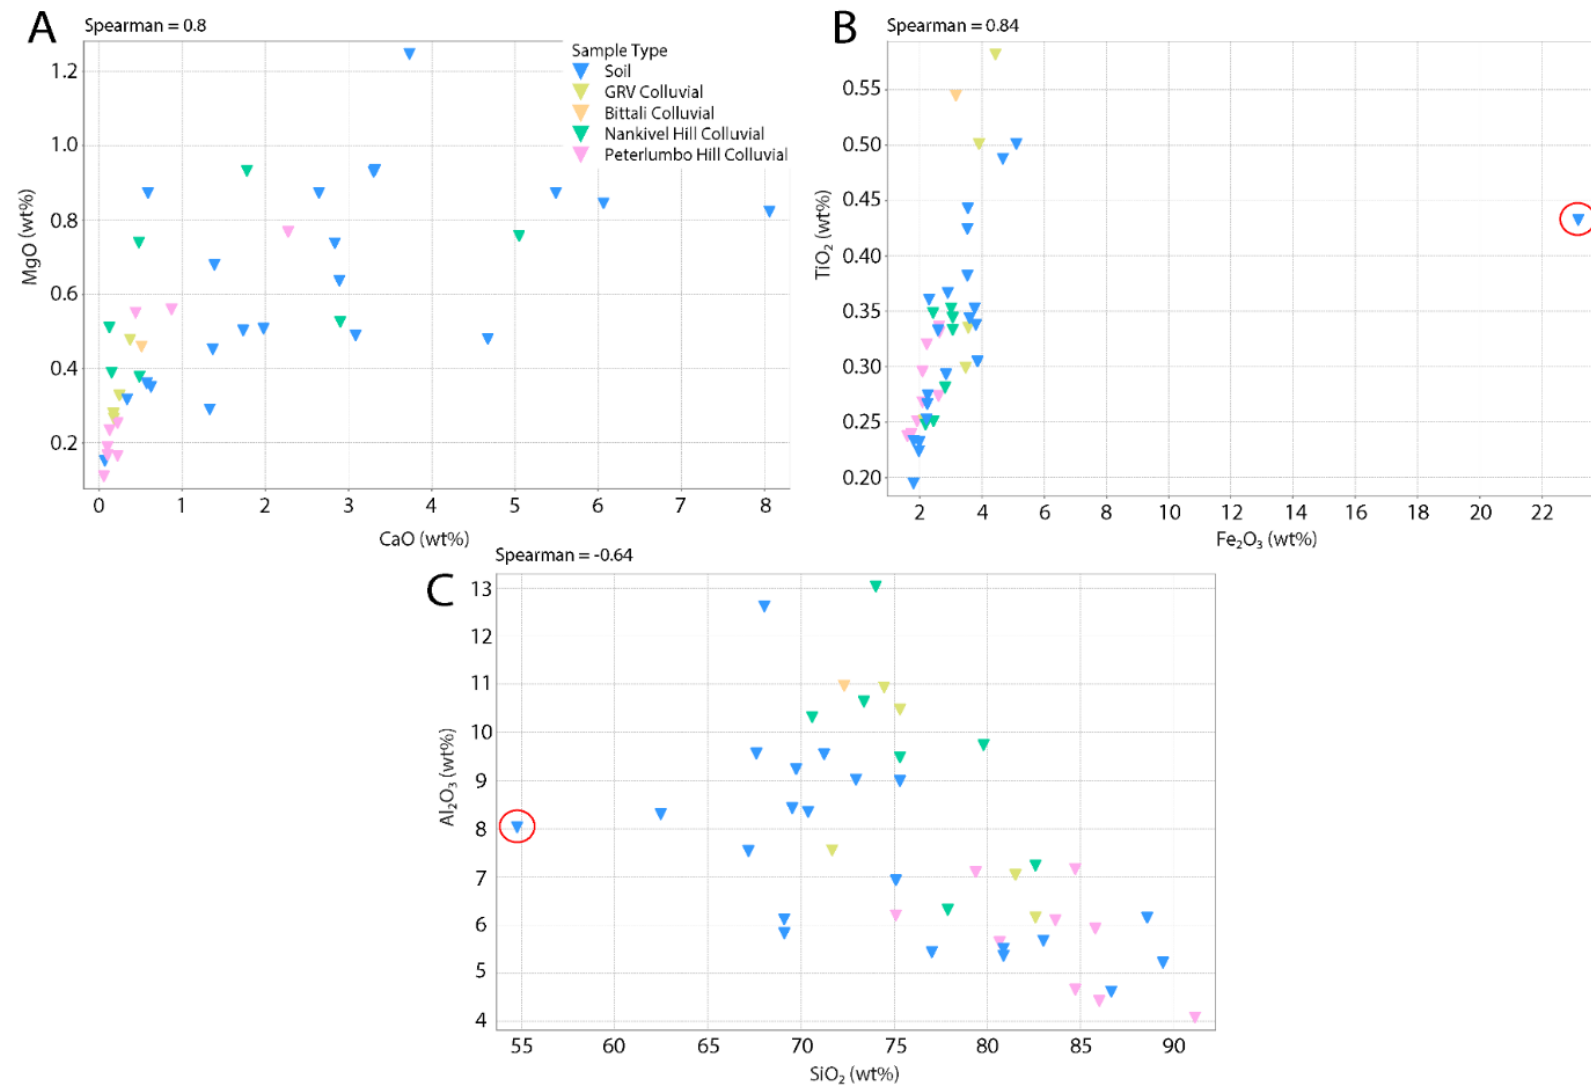 A
Spearman = 0.8
MgO (wt%)
1.2
1.0
0.8
0.6
0.4
0.2
0 1 2 3 4 5 6 7 8
CaO (wt%)
Sample Type
Soil
GRV Colluvial
Bittali Colluvial
Nankivel Hill Colluvial
Peterlumbo Hill Colluvial
B
Spearman = 0.84
TiO₂ (wt%)
0.55
0.50
0.45
0.40
0.35
0.30
0.25
0.20
2 4 6 8 10 12 14 16 18 20 22
Fe₂O₃ (wt%)
C
Spearman = -0.64
Al₂O₃ (wt%)
13
12
11
10
9
8
7
6
5
4
55 60 65 70 75 80 85 90
SiO₂ (wt%)